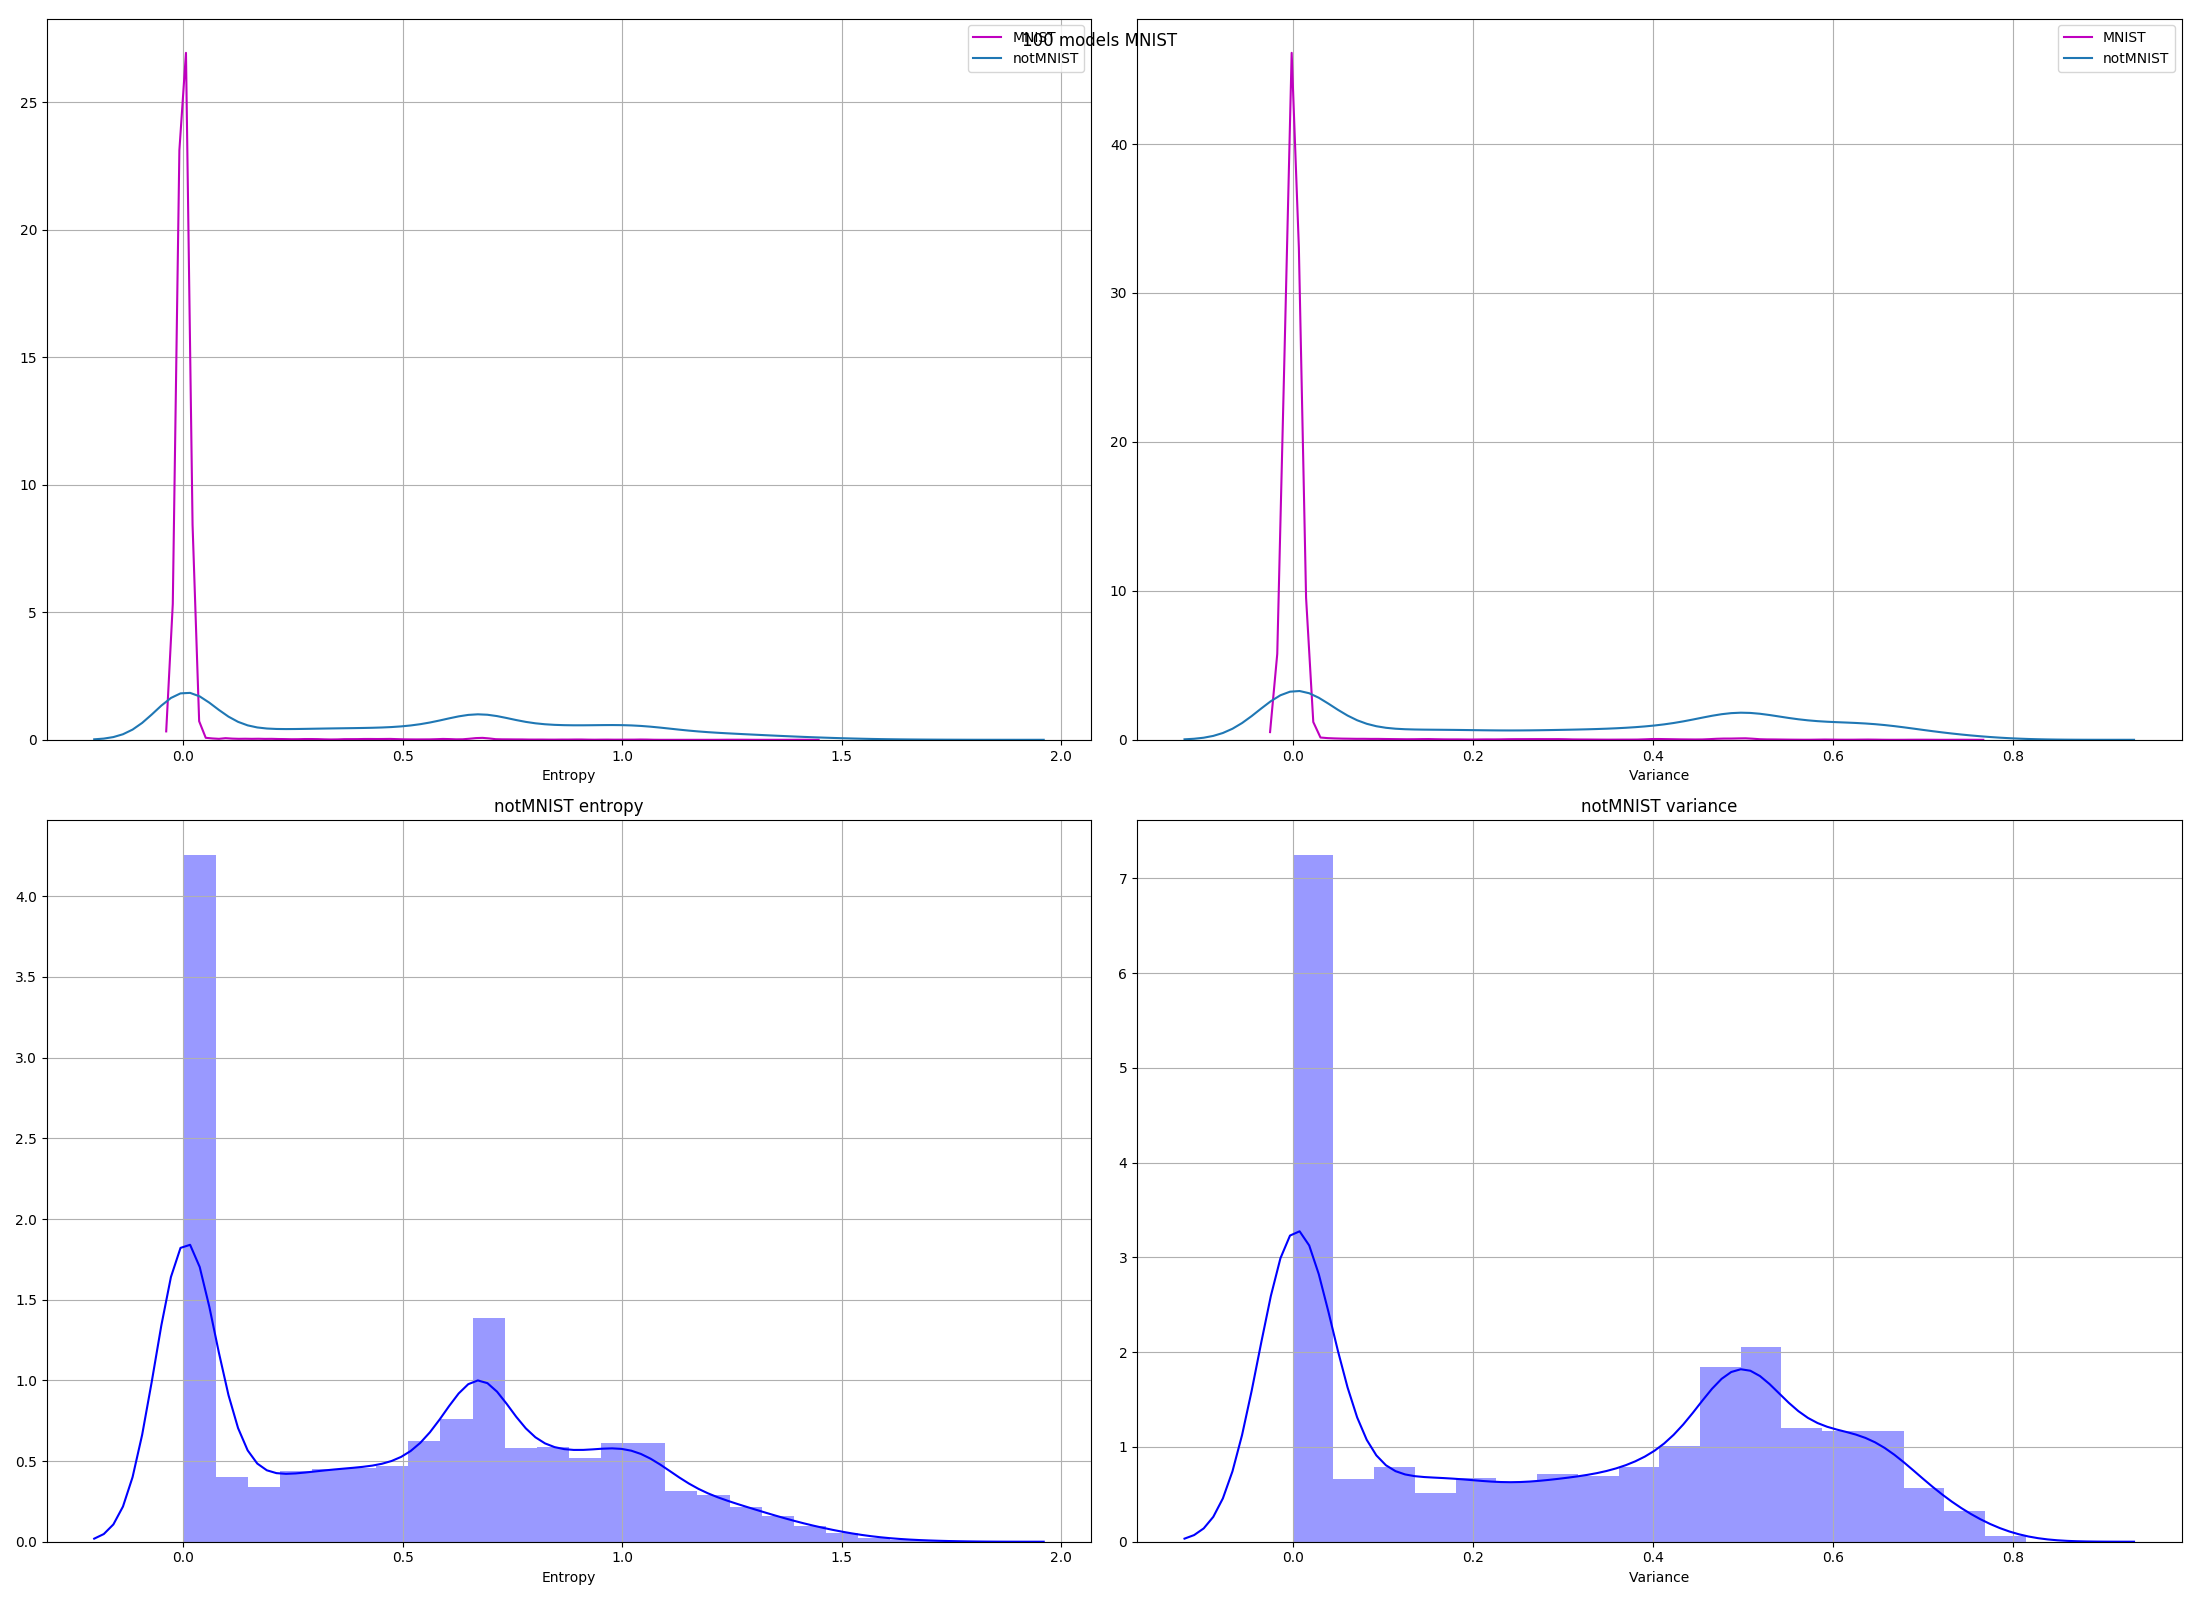 100 models MNIST
MNIST
notMNIST
25
20
15
10
5
0
0.0 0.5 1.0 1.5 2.0
Entropy
MNIST
notMNIST
40
30
20
10
0
0.0 0.2 0.4 0.6 0.8
Variance
notMNIST entropy
4.0
3.5
3.0
2.5
2.0
1.5
1.0
0.5
0.0
0.0 0.5 1.0 1.5 2.0
Entropy
notMNIST variance
7
6
5
4
3
2
1
0
0.0 0.2 0.4 0.6 0.8
Variance